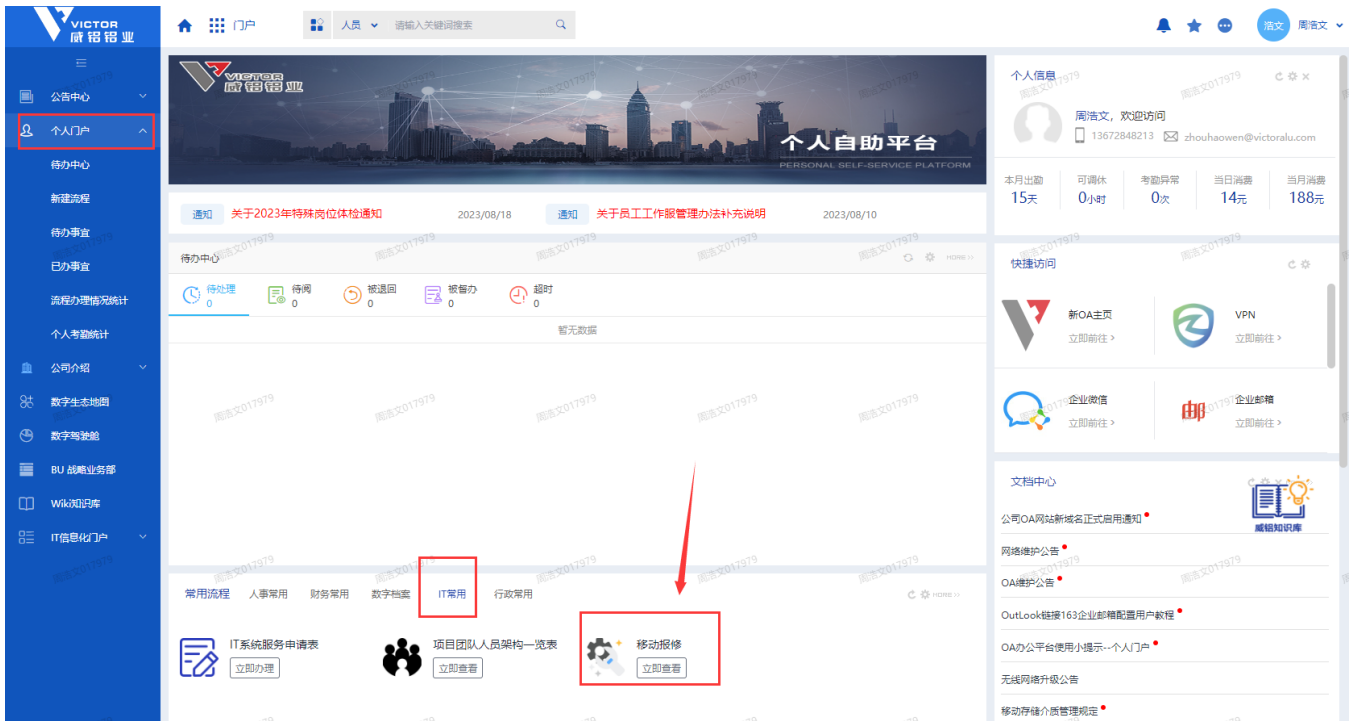 VICTOR
威铝铝业
门户
人员
请输入关键词搜索
浩文
周浩文
公告中心
个人门户
待办中心
新建流程
待办事宜
已办事宜
流程办理情况统计
个人考勤统计
公司介绍
数字生态地图
数字驾驶舱
BU 战略业务部
Wiki知识库
IT信息化门户
VICTOR
威铝铝业
个人自助平台
PERSONAL SELF-SERVICE PLATFORM
通知 关于2023年特殊岗位体检通知 2023/08/18
通知 关于员工工作服管理办法补充说明 2023/08/10
待办中心
MORE >>
待处理 0
待阅 0
被退回 0
被督办 0
超时 0
暂无数据
常用流程 人事常用 财务常用 数字档案 IT常用 行政常用
MORE >>
IT系统服务申请表
立即办理
项目团队人员架构一览表
立即查看
移动报修
立即查看
个人信息
周浩文，欢迎访问
13672848213 zhouhaowen@victoralu.com
本月出勤 可调休 考勤异常 当日消费 当月消费
15天 0小时 0次 14元 188元
快捷访问
新OA主页
立即前往 >
VPN
立即前往 >
企业微信
立即前往 >
邮
企业邮箱
立即前往 >
文档中心
威铝知识库
公司OA网站新域名正式启用通知
网络维护公告
OA维护公告
OutLook链接163企业邮箱配置用户教程
OA办公平台使用小提示--个人门户
无线网络升级公告
移动存储介质管理规定
周浩文017979